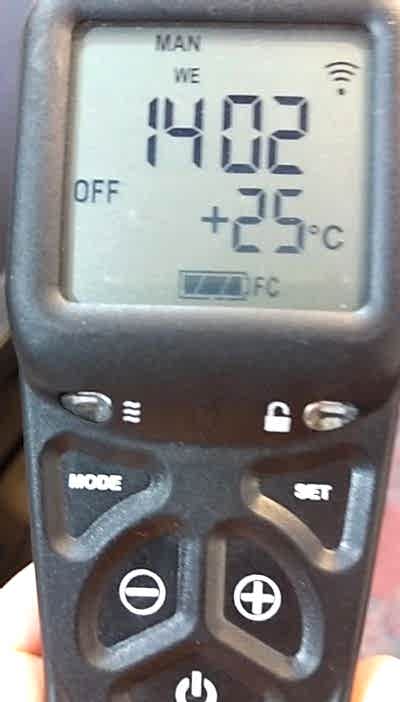 MAN
WE
1402
OFF
+25°C
FC
MODE
SET